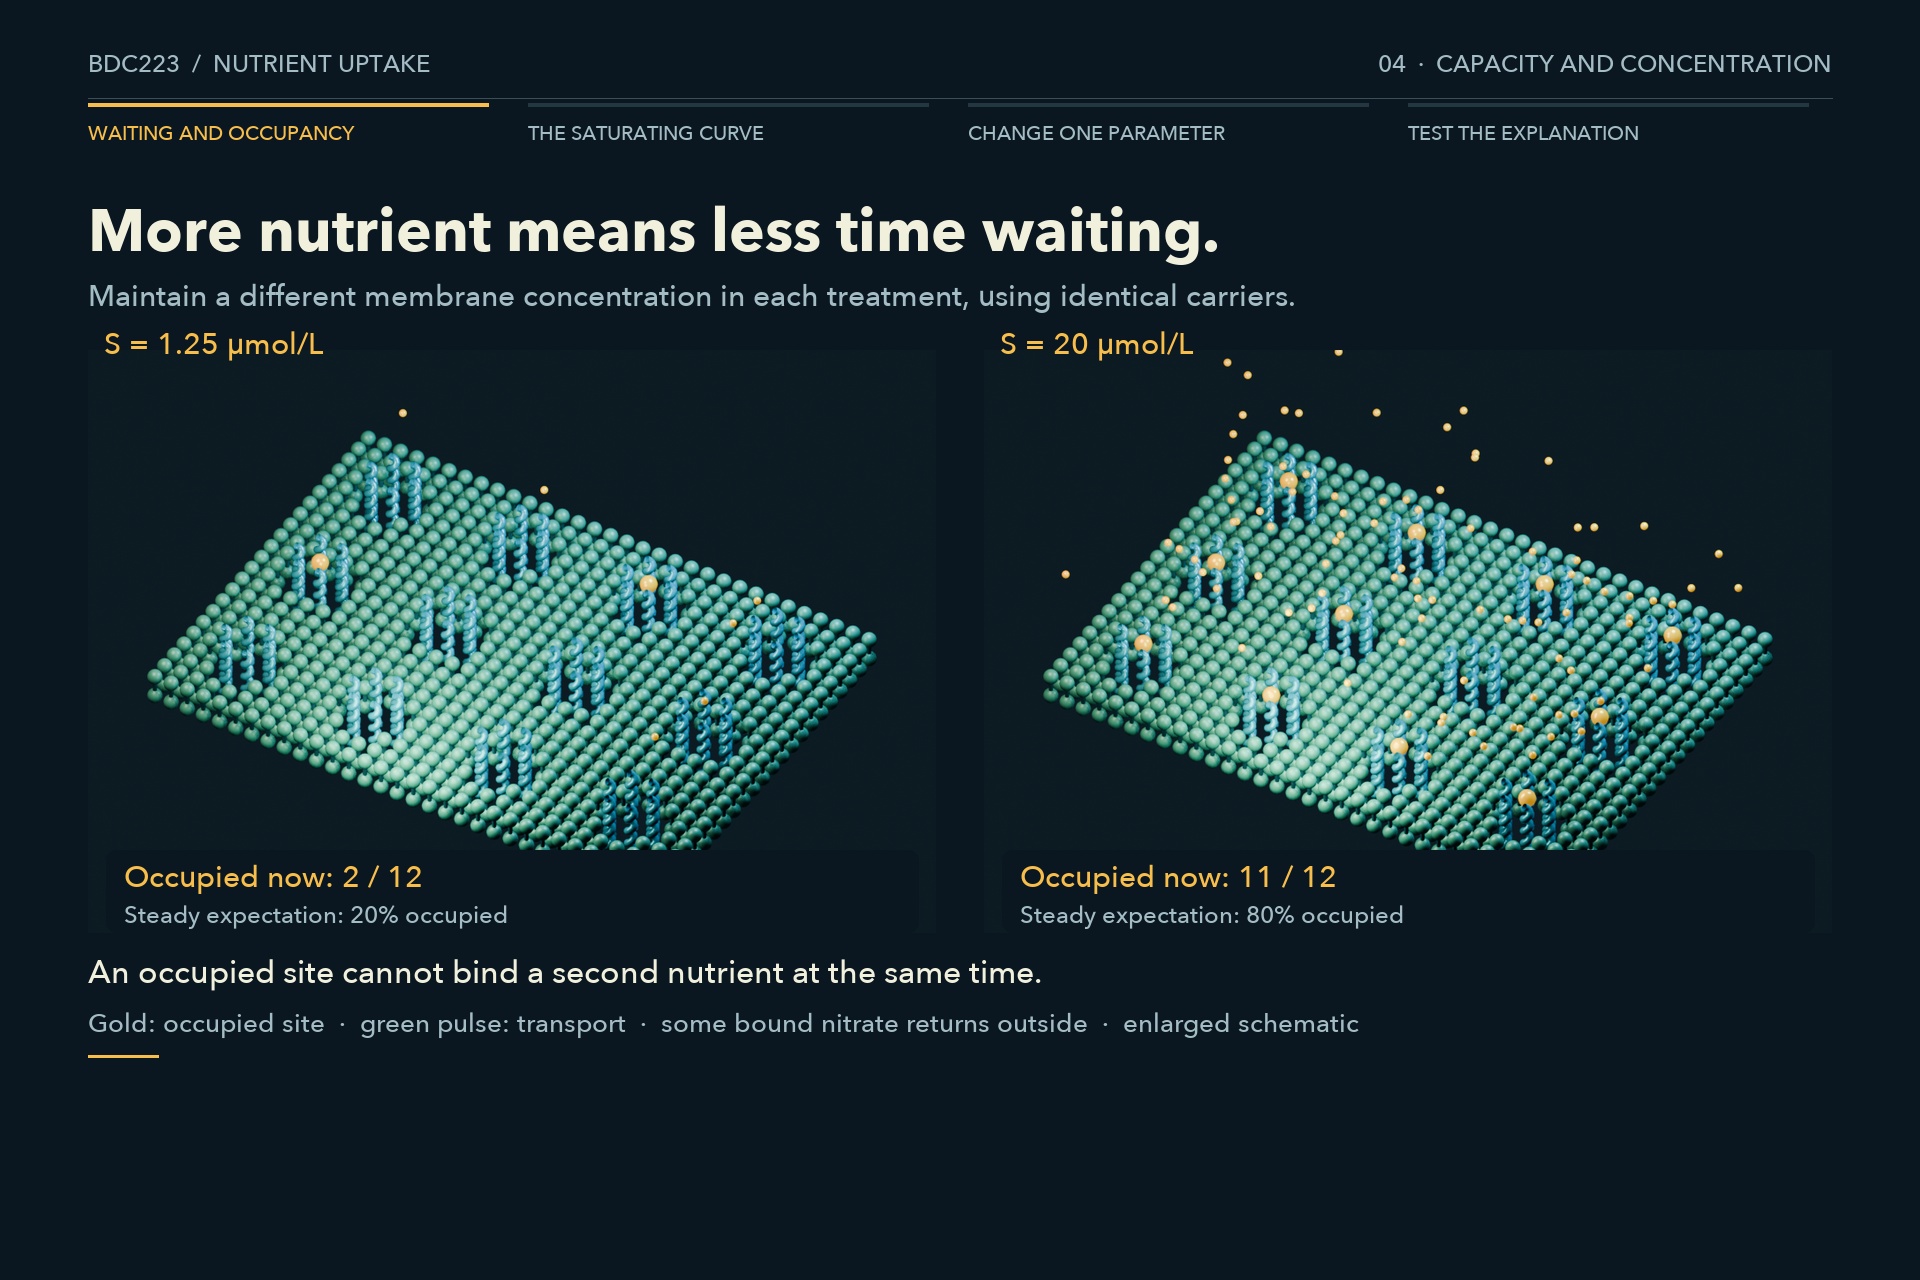 BDC223 / NUTRIENT UPTAKE
04 · CAPACITY AND CONCENTRATION
WAITING AND OCCUPANCY
THE SATURATING CURVE
CHANGE ONE PARAMETER
TEST THE EXPLANATION
More nutrient means less time waiting.
Maintain a different membrane concentration in each treatment, using identical carriers.
S = 1.25 µmol/L
S = 20 µmol/L
Occupied now: 2 / 12
Steady expectation: 20% occupied
Occupied now: 11 / 12
Steady expectation: 80% occupied
An occupied site cannot bind a second nutrient at the same time.
Gold: occupied site · green pulse: transport · some bound nitrate returns outside · enlarged schematic